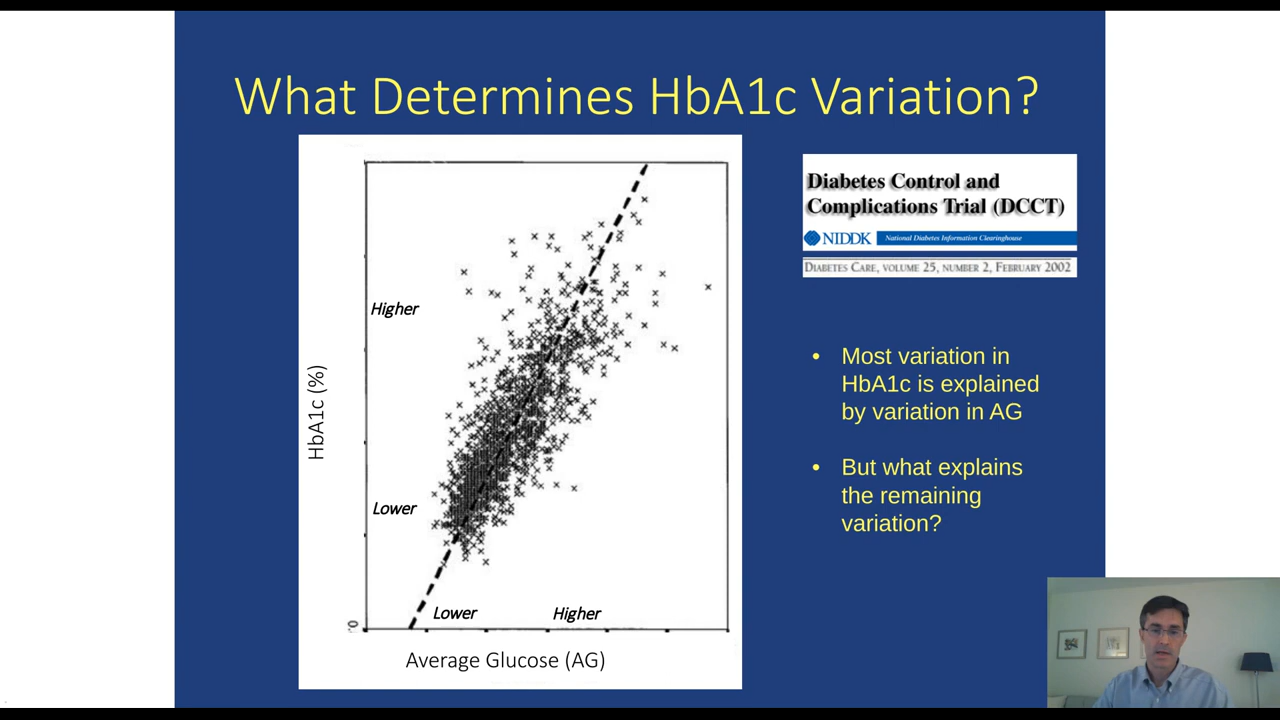 What Determines HbA1c Variation?
Higher
HbA1c (%)
Lower
0
Lower Higher
Average Glucose (AG)
Diabetes Control and
Complications Trial (DCCT)
NIDDK National Diabetes Information Clearinghouse
DIABETES CARE, VOLUME 25, NUMBER 2, FEBRUARY 2002
• Most variation in
HbA1c is explained
by variation in AG
• But what explains
the remaining
variation?